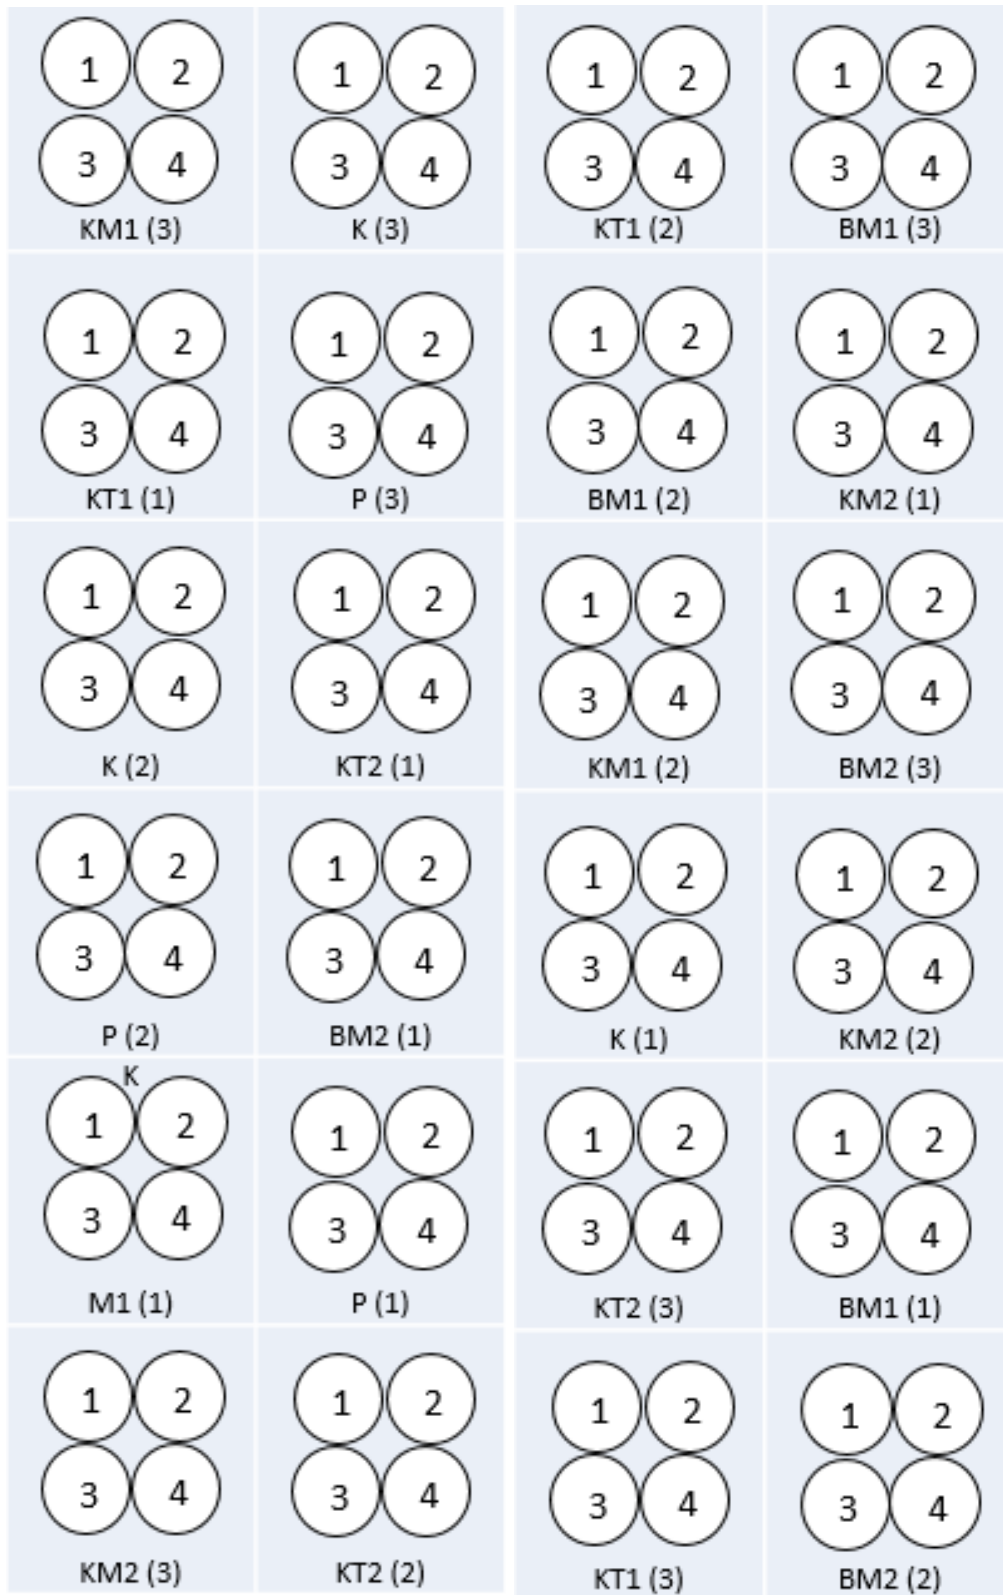 1 2 1 2 1 2 1 2
3 4 3 4 3 4 3 4
KM1 (3) K (3) KT1 (2) BM1 (3)
1 2 1 2 1 2 1 2
3 4 3 4 3 4 3 4
KT1 (1) P (3) BM1 (2) KM2 (1)
1 2 1 2 1 2 1 2
3 4 3 4 3 4 3 4
K (2) KT2 (1) KM1 (2) BM2 (3)
1 2 1 2 1 2 1 2
3 4 3 4 3 4 3 4
P (2) BM2 (1) K (1) KM2 (2)
K
1 2 1 2 1 2 1 2
3 4 3 4 3 4 3 4
M1 (1) P (1) KT2 (3) BM1 (1)
1 2 1 2 1 2 1 2
3 4 3 4 3 4 3 4
KM2 (3) KT2 (2) KT1 (3) BM2 (2)